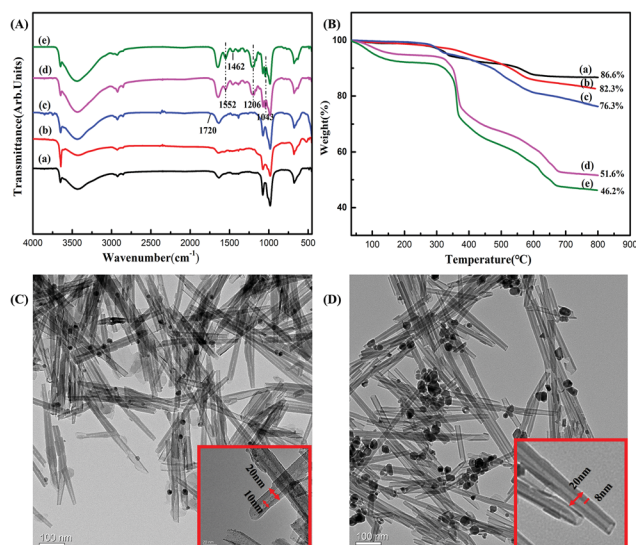 (A)
Transmittance(Arb.Units)
(e)
(d)
(c)
(b)
(a)
1462
1552
1206
1043
1720
4000 3500 3000 2500 2000 1500 1000 500
Wavenumber(cm-1)
(B)
Weight(%)
100
80
60
40
(a)
86.6%
(b)
82.3%
(c)
76.3%
(d)
51.6%
(e)
46.2%
100 200 300 400 500 600 700 800 900
Temperature(°C)
(C)
20nm
10nm
100 nm
(D)
20nm
8nm
100 nm